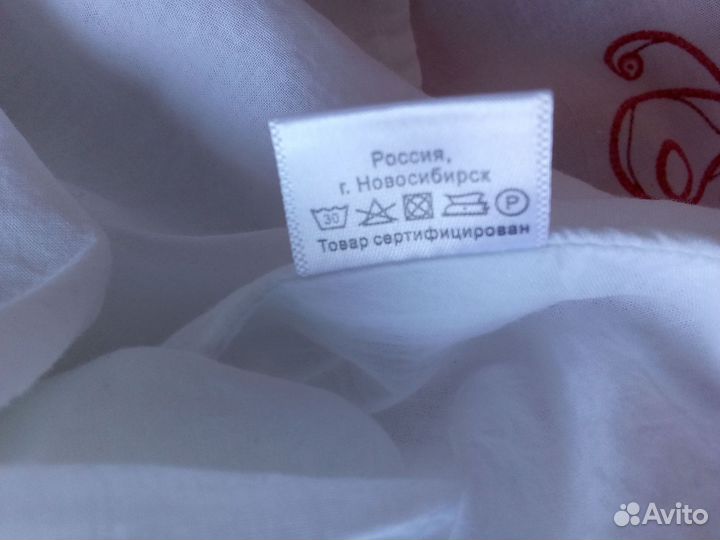 Россия,
г. Новосибирск
30 P
Товар сертифицирован
Avito